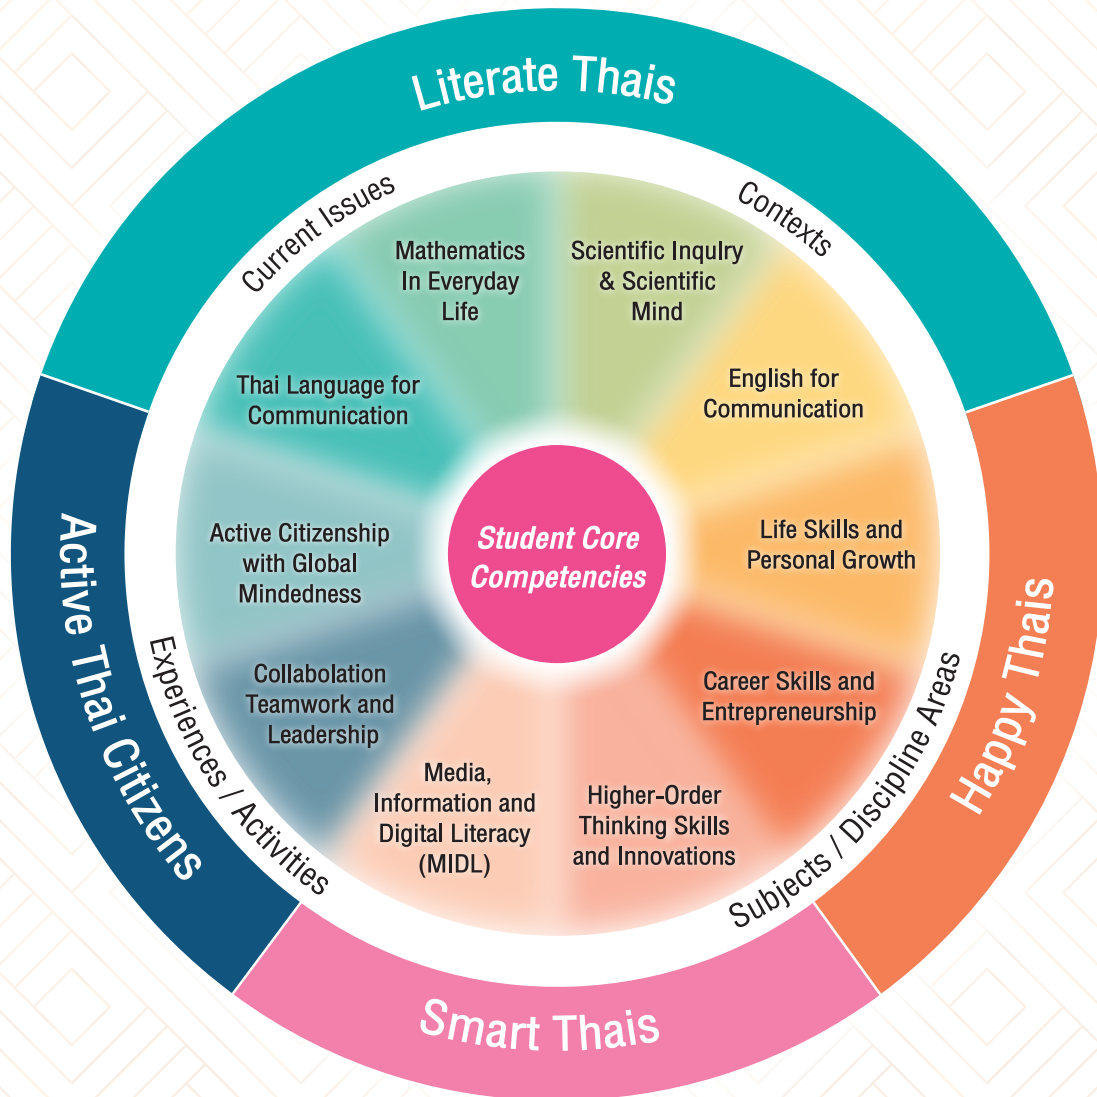 Literate Thais
Current Issues
Contexts
Mathematics
In Everyday
Life
Scientific Inquiry
& Scientific
Mind
Thai Language for
Communication
English for
Communication
Active Citizenship
with Global
Mindedness
Student Core
Competencies
Life Skills and
Personal Growth
Collabolation
Teamwork and
Leadership
Career Skills and
Entrepreneurship
Media,
Information and
Digital Literacy
(MIDL)
Higher-Order
Thinking Skills
and Innovations
Experiences / Activities
Subjects / Discipline Areas
Active Thai Citizens
Happy Thais
Smart Thais